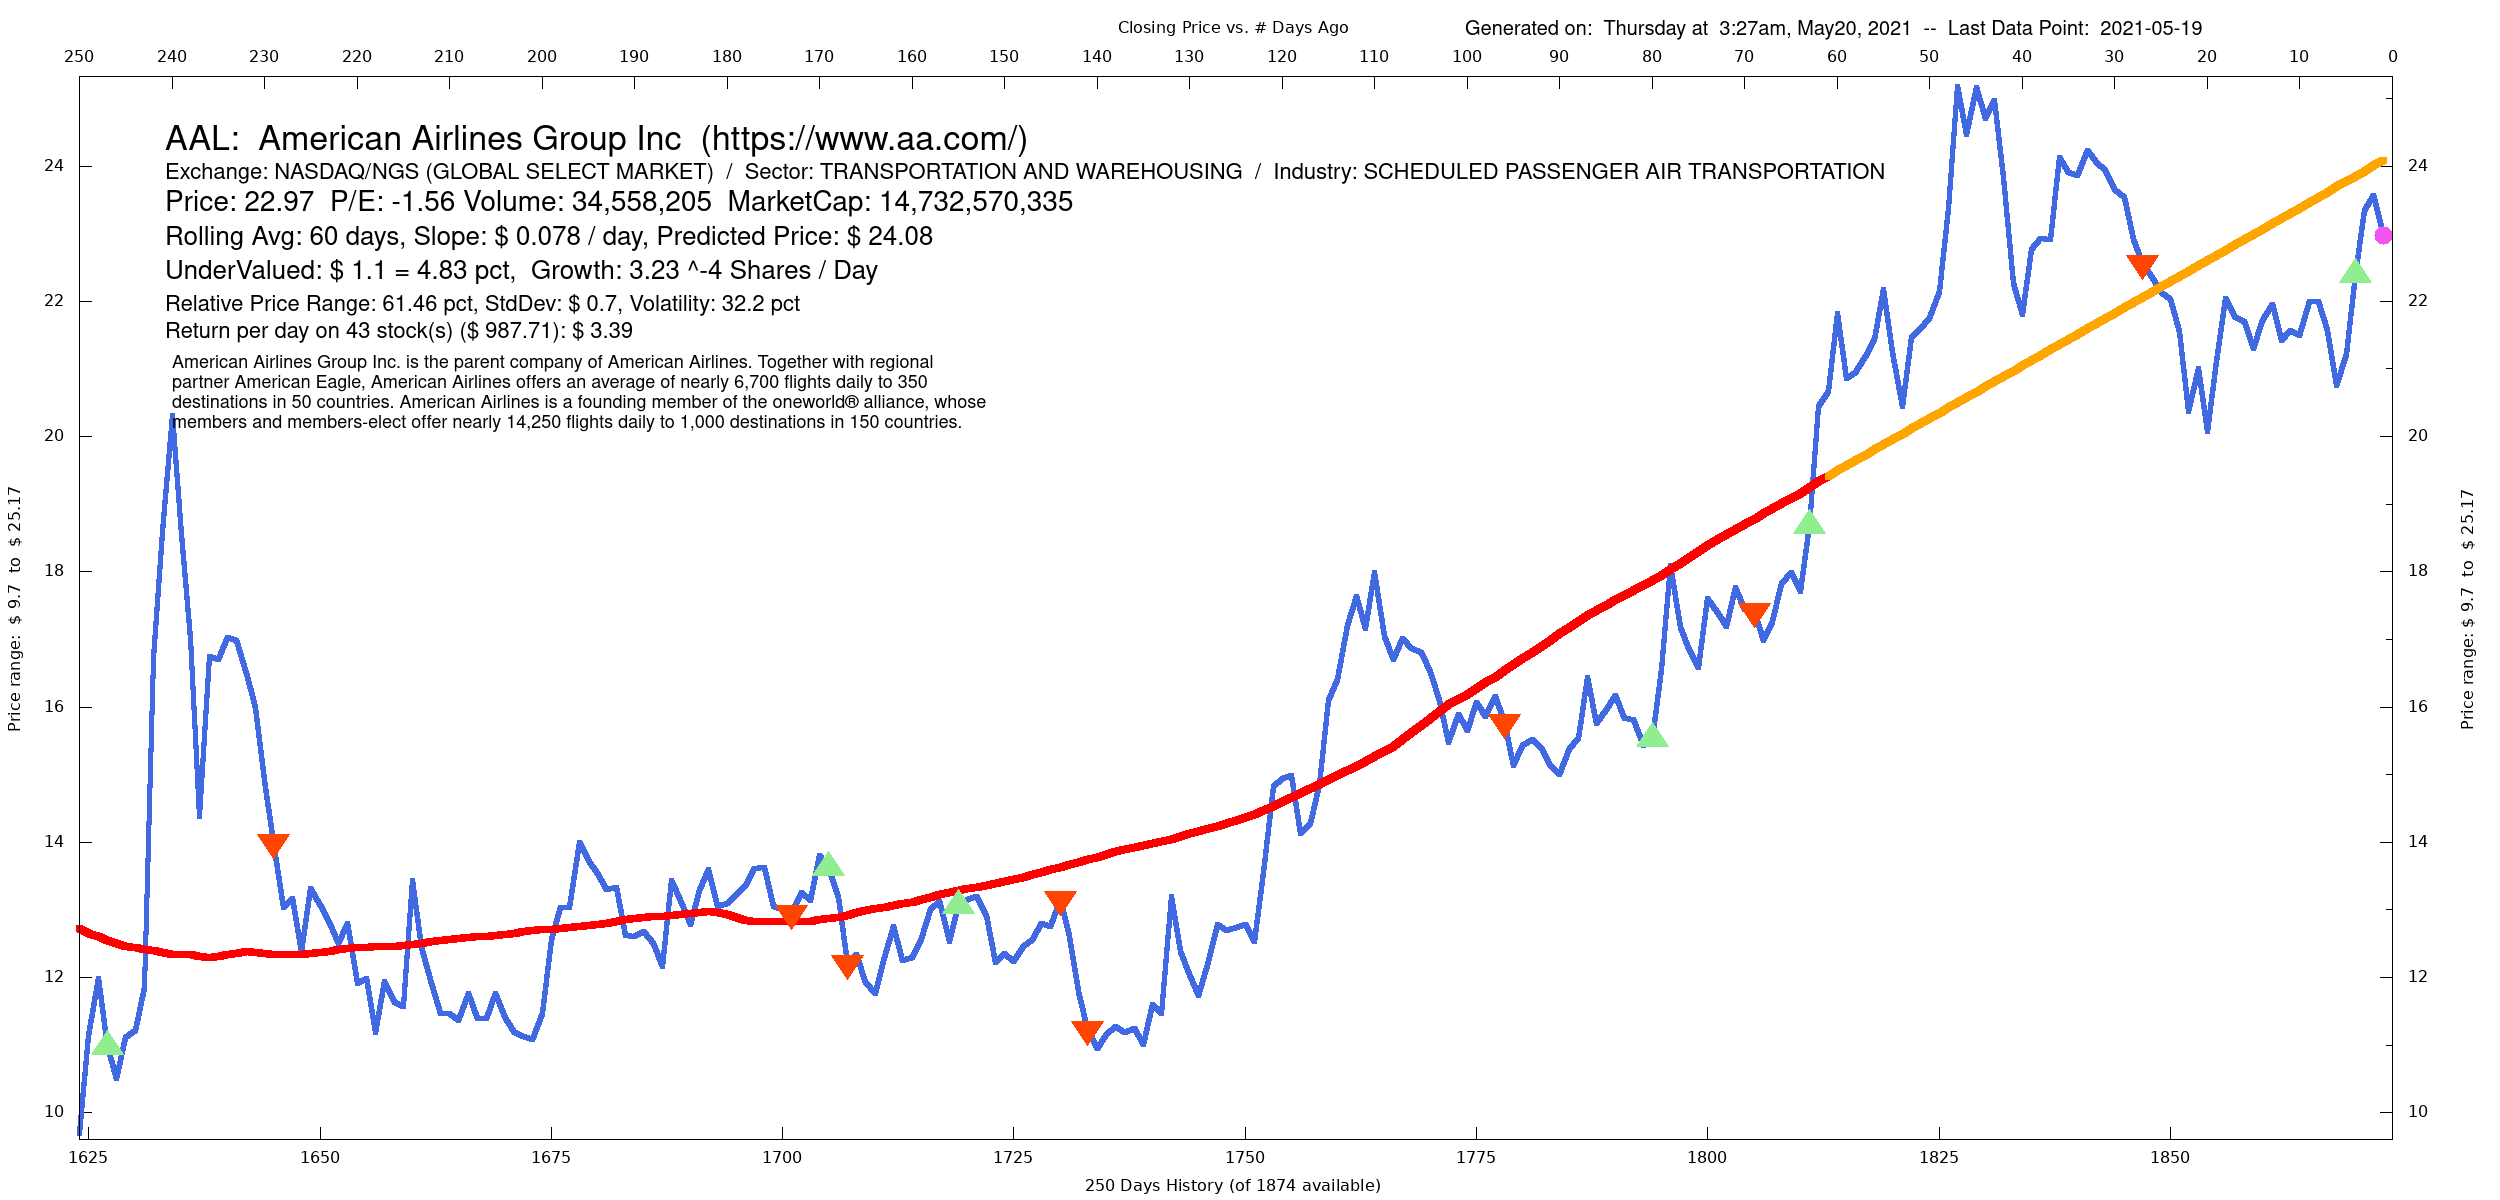 Closing Price vs. # Days Ago
Generated on:  Thursday at  3:27am, May20, 2021  --  Last Data Point:  2021-05-19
250 240 230 220 210 200 190 180 170 160 150 140 130 120 110 100 90 80 70 60 50 40 30 20 10 0
AAL:  American Airlines Group Inc  (https://www.aa.com/)
Exchange: NASDAQ/NGS (GLOBAL SELECT MARKET)  /  Sector: TRANSPORTATION AND WAREHOUSING  /  Industry: SCHEDULED PASSENGER AIR TRANSPORTATION
Price: 22.97  P/E: -1.56 Volume: 34,558,205  MarketCap: 14,732,570,335
Rolling Avg: 60 days, Slope: $ 0.078 / day, Predicted Price: $ 24.08
UnderValued: $ 1.1 = 4.83 pct,  Growth: 3.23 ^-4 Shares / Day
Relative Price Range: 61.46 pct, StdDev: $ 0.7, Volatility: 32.2 pct
Return per day on 43 stock(s) ($ 987.71): $ 3.39
American Airlines Group Inc. is the parent company of American Airlines. Together with regional
partner American Eagle, American Airlines offers an average of nearly 6,700 flights daily to 350
destinations in 50 countries. American Airlines is a founding member of the oneworld® alliance, whose
members and members-elect offer nearly 14,250 flights daily to 1,000 destinations in 150 countries.
24 24
22 22
20 20
18 18
16 16
14 14
12 12
10 10
Price range:  $ 9.7  to  $ 25.17
Price range: $ 9.7  to  $ 25.17
1625 1650 1675 1700 1725 1750 1775 1800 1825 1850
250 Days History (of 1874 available)